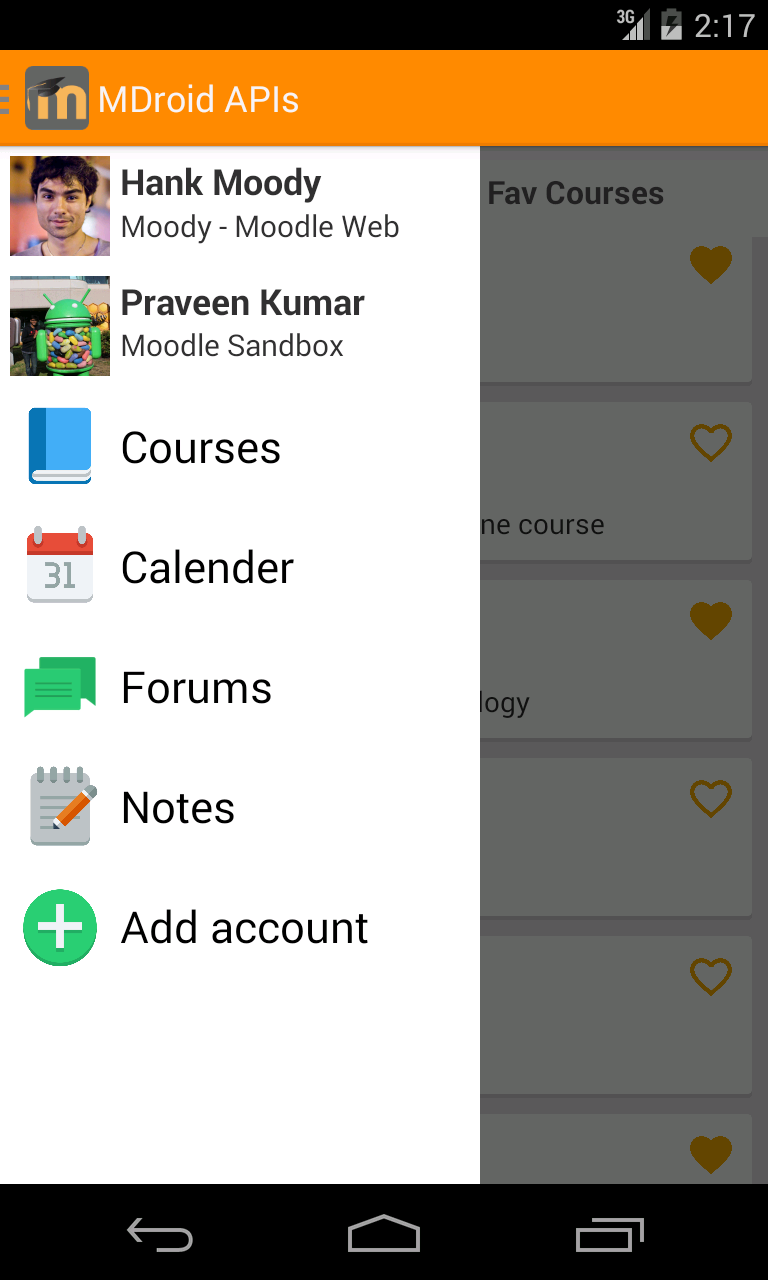 3G 2:17
m MDroid APIs
Hank Moody
Moody - Moodle Web
Fav Courses
Praveen Kumar
Moodle Sandbox
Courses
ne course
31
Calender
Forums
logy
Notes
Add account